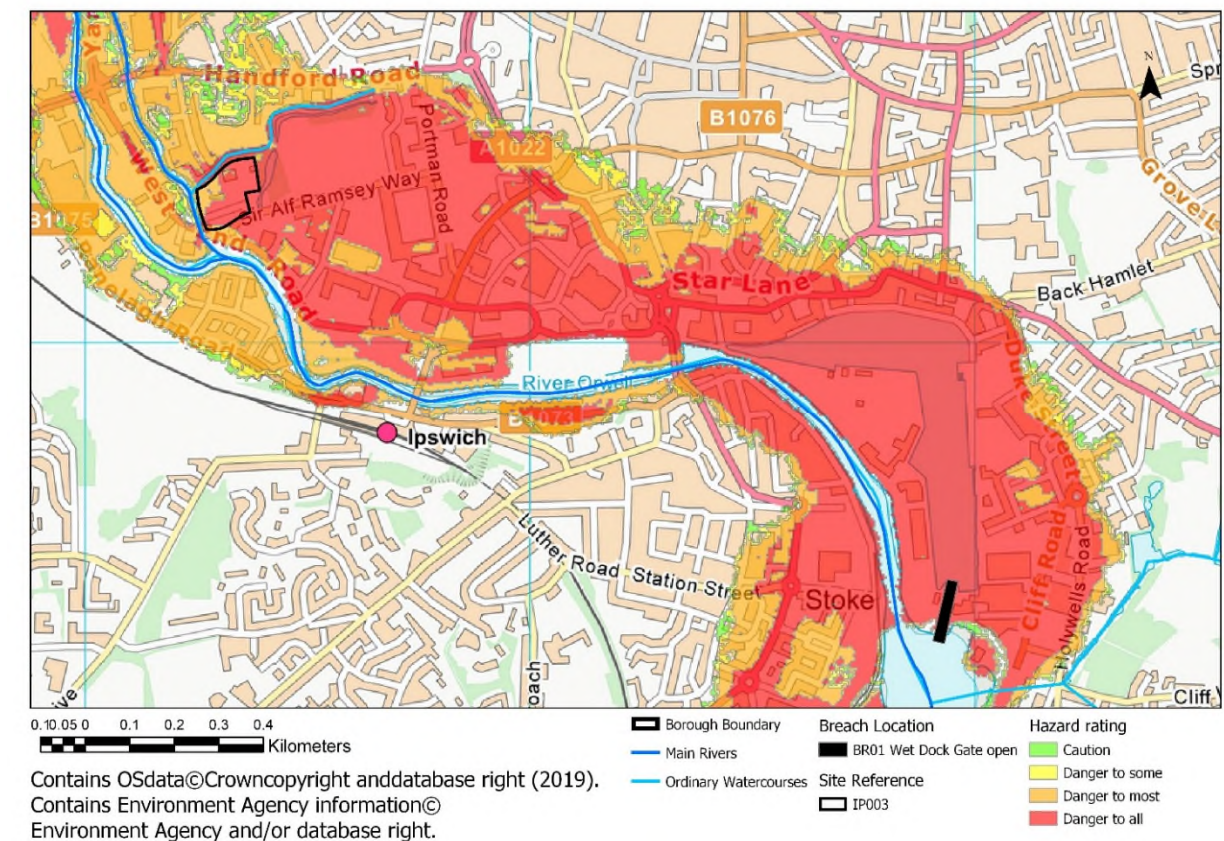 Handford Road
Yar
Portman Road
A1022
B1076
Spr
Grove L
West End Road
Sir Alf Ramsey Way
B1075
Ranelagh Road
Star Lane
Back Hamlet
Duke Street
River Orwell
B1073
Ipswich
Luther Road
Station Street
Stoke
Cliff Road
Holywells Road
Cliff
ive
oach
N
0.10.05 0 0.1 0.2 0.3 0.4
Kilometers
Borough Boundary
Main Rivers
Ordinary Watercourses
Breach Location
BR01 Wet Dock Gate open
Site Reference
IP003
Hazard rating
Caution
Danger to some
Danger to most
Danger to all
Contains OSdata©Crowncopyright anddatabase right (2019).
Contains Environment Agency information©
Environment Agency and/or database right.